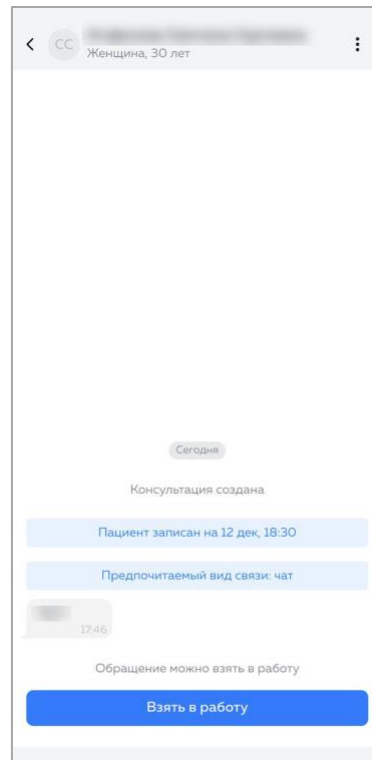 СС
Женщина, 30 лет
Сегодня
Консультация создана
Пациент записан на 12 дек, 18:30
Предпочитаемый вид связи: чат
17:46
Обращение можно взять в работу
Взять в работу